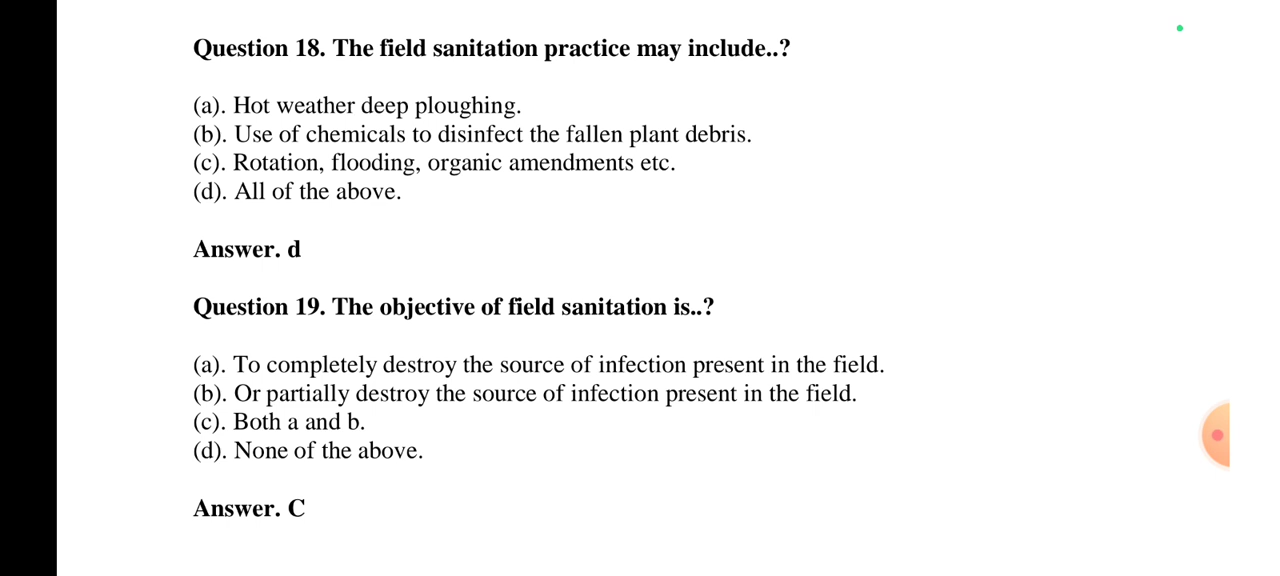 Question 18. The field sanitation practice may include..?
(a). Hot weather deep ploughing.
(b). Use of chemicals to disinfect the fallen plant debris.
(c). Rotation, flooding, organic amendments etc.
(d). All of the above.
Answer. d
Question 19. The objective of field sanitation is..?
(a). To completely destroy the source of infection present in the field.
(b). Or partially destroy the source of infection present in the field.
(c). Both a and b.
(d). None of the above.
Answer. C